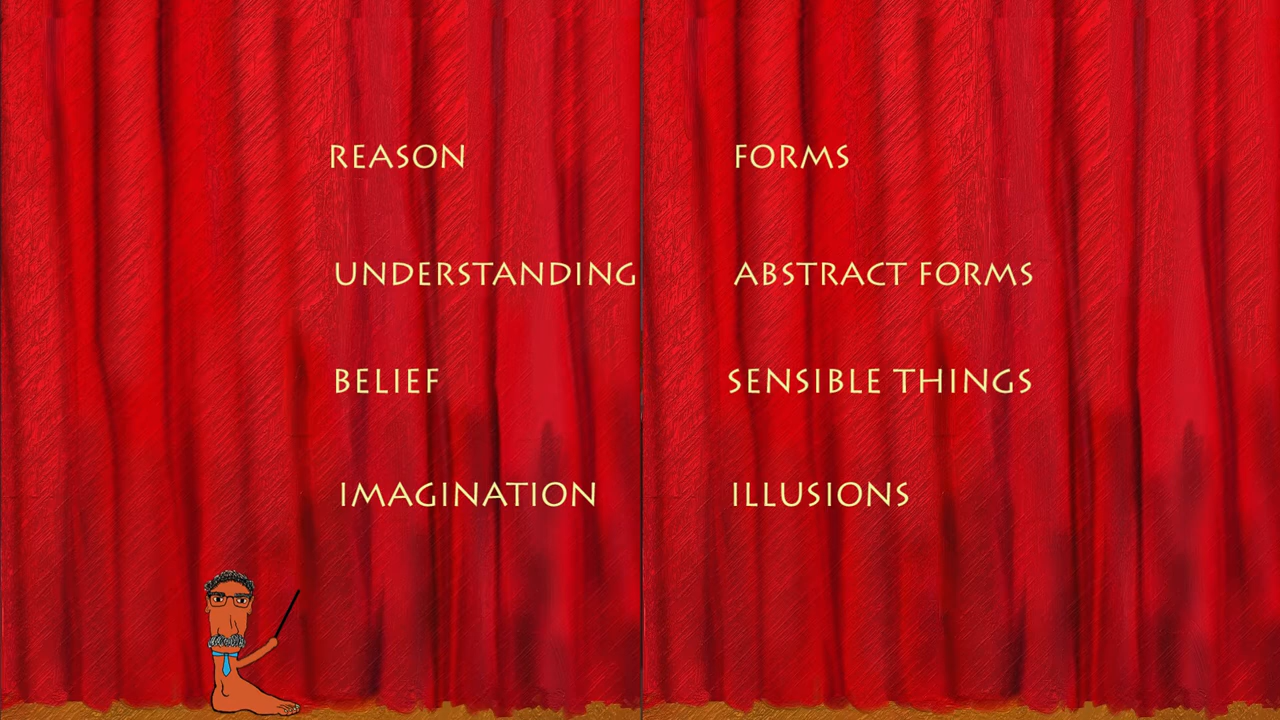 REASON FORMS
UNDERSTANDING ABSTRACT FORMS
BELIEF SENSIBLE THINGS
IMAGINATION ILLUSIONS